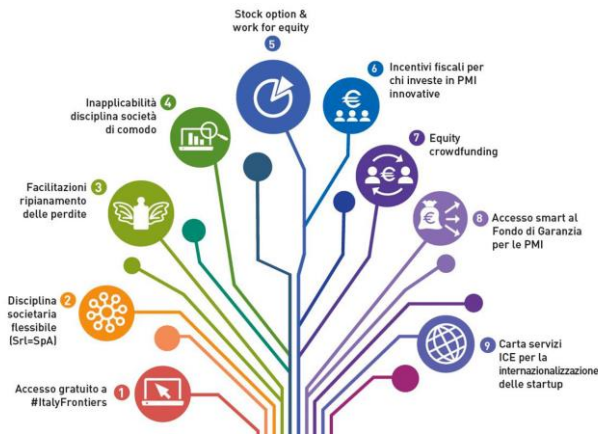 Stock option &
work for equity
5
6
Incentivi fiscali per
chi investe in PMI
innovative
Inapplicabilità
disciplina società
di comodo
4
7
Equity
crowdfunding
Facilitazioni
ripianamento
delle perdite
3
8
Accesso smart al
Fondo di Garanzia
per le PMI
Disciplina
societaria
flessibile
(Srl=SpA)
2
9
Carta servizi
ICE per la
internazionalizzazione
delle startup
Accesso gratuito a
#ItalyFrontiers
1